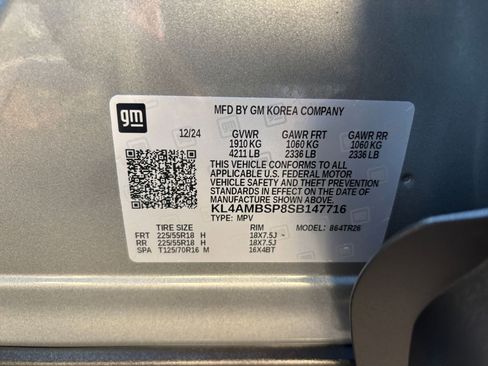 gm
MFD BY GM KOREA COMPANY
12/24 GVWR GAWR FRT GAWR RR
1910 KG 1060 KG 1060 KG
4211 LB 2336 LB 2336 LB
THIS VEHICLE CONFORMS TO ALL
APPLICABLE U.S. FEDERAL MOTOR
VEHICLE SAFETY AND THEFT PREVENTION
STANDARDS IN EFFECT ON THE DATE OF
MANUFACTURE SHOWN ABOVE.
KL4AMBSP8SB147716
TYPE: MPV
TIRE SIZE RIM MODEL: 864TR26
FRT 225/55R18 H 18X7.5J
RR 225/55R18 H 18X7.5J
SPA T125/70R16 M 16X4BT